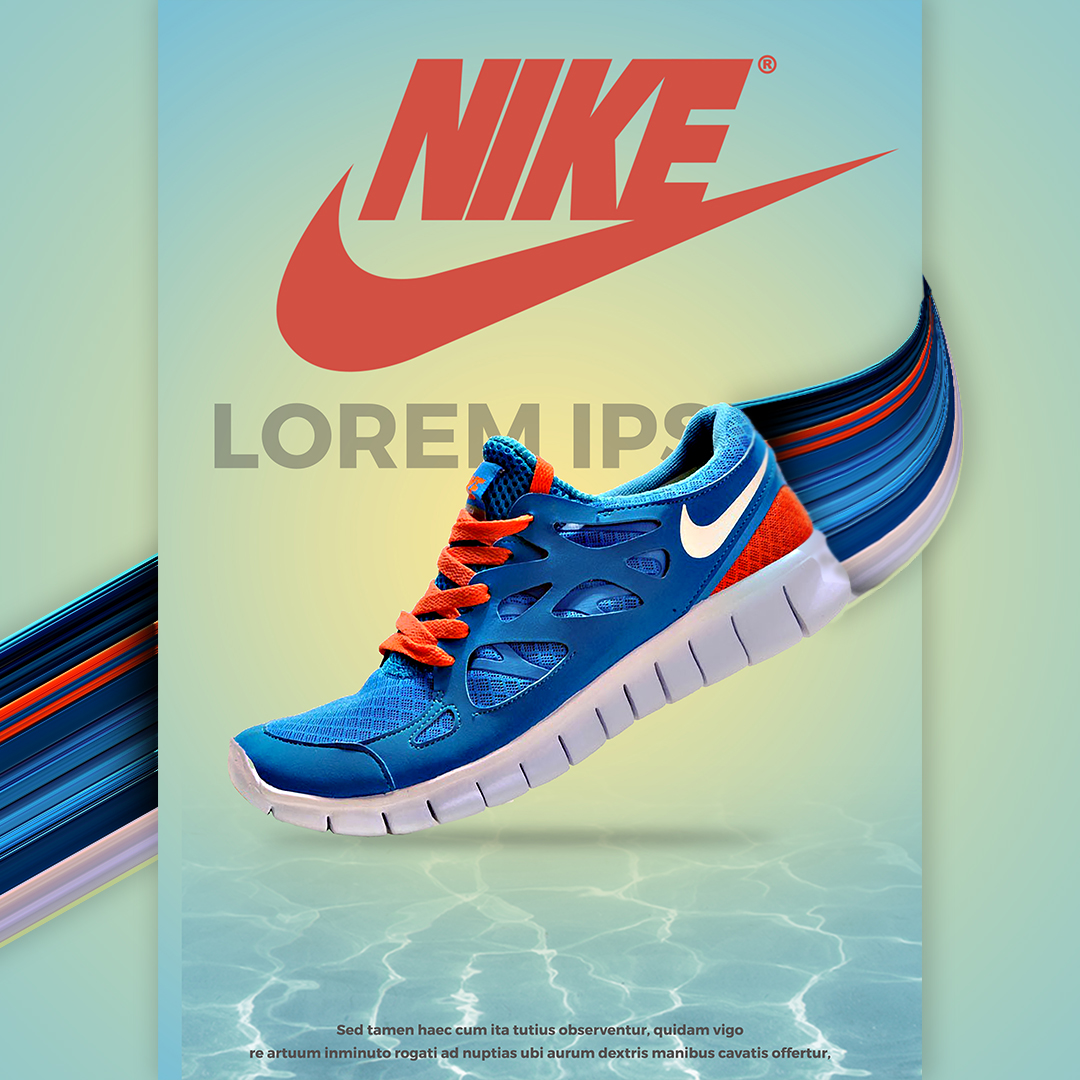 NIKE®
LOREM IPS
Sed tamen haec cum ita tutius observentur, quidam vigo
re artuum inminuto rogati ad nuptias ubi aurum dextris manibus cavatis offertur,